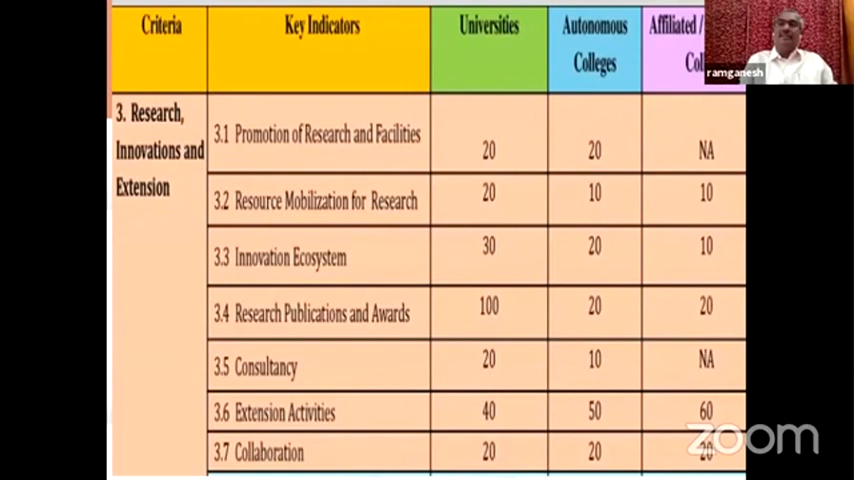 Criteria Key Indicators Universities Autonomous Colleges Affiliated /
3. Research, Innovations and Extension
3.1 Promotion of Research and Facilities 20 20 NA
3.2 Resource Mobilization for Research 20 10 10
3.3 Innovation Ecosystem 30 20 10
3.4 Research Publications and Awards 100 20 20
3.5 Consultancy 20 10 NA
3.6 Extension Activities 40 50 60
3.7 Collaboration 20 20 20
ramganesh
zoom